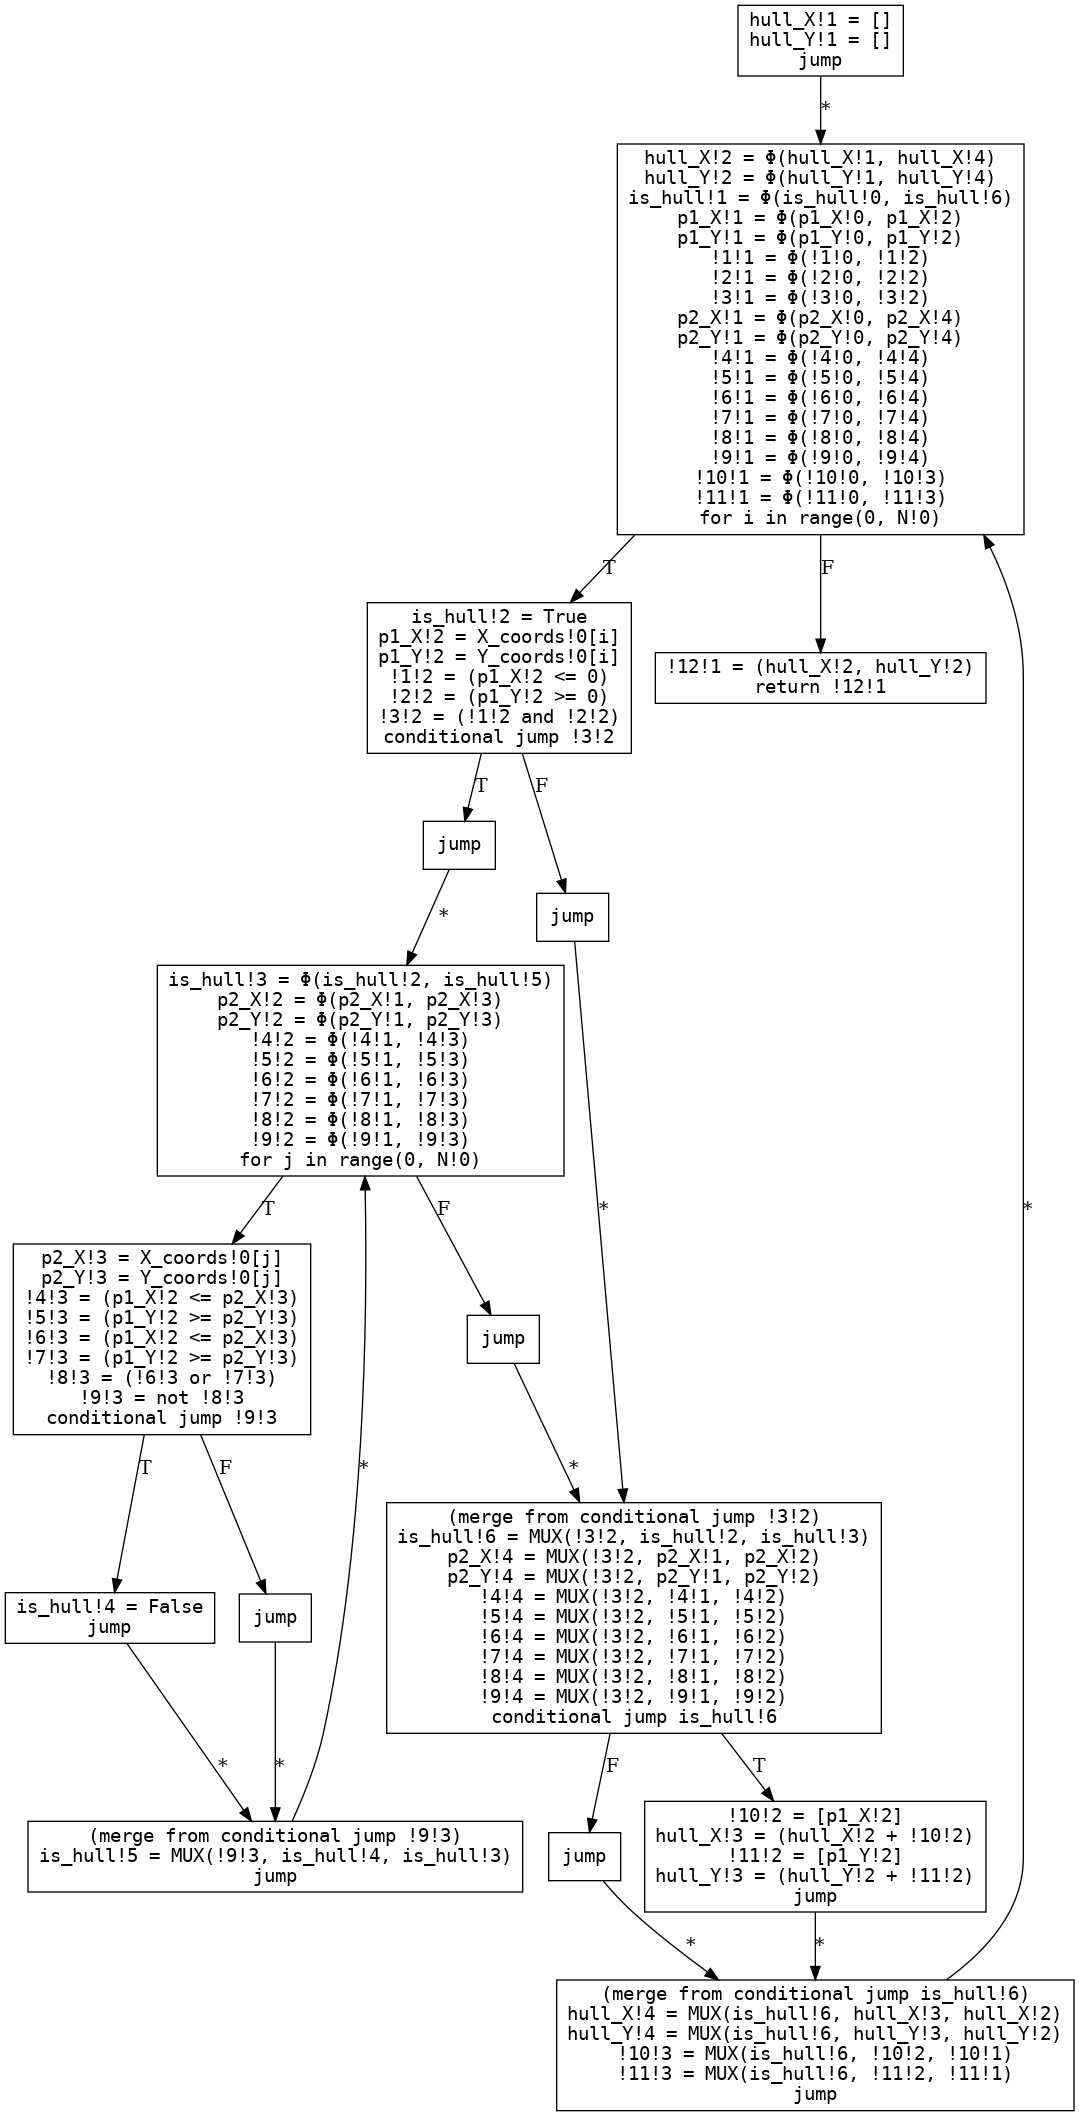 hull_X!1 = []
hull_Y!1 = []
jump
*
hull_X!2 = Φ(hull_X!1, hull_X!4)
hull_Y!2 = Φ(hull_Y!1, hull_Y!4)
is_hull!1 = Φ(is_hull!0, is_hull!6)
p1_X!1 = Φ(p1_X!0, p1_X!2)
p1_Y!1 = Φ(p1_Y!0, p1_Y!2)
!1!1 = Φ(!1!0, !1!2)
!2!1 = Φ(!2!0, !2!2)
!3!1 = Φ(!3!0, !3!2)
p2_X!1 = Φ(p2_X!0, p2_X!4)
p2_Y!1 = Φ(p2_Y!0, p2_Y!4)
!4!1 = Φ(!4!0, !4!4)
!5!1 = Φ(!5!0, !5!4)
!6!1 = Φ(!6!0, !6!4)
!7!1 = Φ(!7!0, !7!4)
!8!1 = Φ(!8!0, !8!4)
!9!1 = Φ(!9!0, !9!4)
!10!1 = Φ(!10!0, !10!3)
!11!1 = Φ(!11!0, !11!3)
for i in range(0, N!0)
T
F
is_hull!2 = True
p1_X!2 = X_coords!0[i]
p1_Y!2 = Y_coords!0[i]
!1!2 = (p1_X!2 <= 0)
!2!2 = (p1_Y!2 >= 0)
!3!2 = (!1!2 and !2!2)
conditional jump !3!2
!12!1 = (hull_X!2, hull_Y!2)
return !12!1
T
F
jump
jump
*
is_hull!3 = Φ(is_hull!2, is_hull!5)
p2_X!2 = Φ(p2_X!1, p2_X!3)
p2_Y!2 = Φ(p2_Y!1, p2_Y!3)
!4!2 = Φ(!4!1, !4!3)
!5!2 = Φ(!5!1, !5!3)
!6!2 = Φ(!6!1, !6!3)
!7!2 = Φ(!7!1, !7!3)
!8!2 = Φ(!8!1, !8!3)
!9!2 = Φ(!9!1, !9!3)
for j in range(0, N!0)
T
F
*
*
p2_X!3 = X_coords!0[j]
p2_Y!3 = Y_coords!0[j]
!4!3 = (p1_X!2 <= p2_X!3)
!5!3 = (p1_Y!2 >= p2_Y!3)
!6!3 = (p1_X!2 <= p2_X!3)
!7!3 = (p1_Y!2 >= p2_Y!3)
!8!3 = (!6!3 or !7!3)
!9!3 = not !8!3
conditional jump !9!3
jump
T
F
*
*
is_hull!4 = False
jump
jump
(merge from conditional jump !3!2)
is_hull!6 = MUX(!3!2, is_hull!2, is_hull!3)
p2_X!4 = MUX(!3!2, p2_X!1, p2_X!2)
p2_Y!4 = MUX(!3!2, p2_Y!1, p2_Y!2)
!4!4 = MUX(!3!2, !4!1, !4!2)
!5!4 = MUX(!3!2, !5!1, !5!2)
!6!4 = MUX(!3!2, !6!1, !6!2)
!7!4 = MUX(!3!2, !7!1, !7!2)
!8!4 = MUX(!3!2, !8!1, !8!2)
!9!4 = MUX(!3!2, !9!1, !9!2)
conditional jump is_hull!6
*
*
F
T
(merge from conditional jump !9!3)
is_hull!5 = MUX(!9!3, is_hull!4, is_hull!3)
jump
jump
!10!2 = [p1_X!2]
hull_X!3 = (hull_X!2 + !10!2)
!11!2 = [p1_Y!2]
hull_Y!3 = (hull_Y!2 + !11!2)
jump
*
*
(merge from conditional jump is_hull!6)
hull_X!4 = MUX(is_hull!6, hull_X!3, hull_X!2)
hull_Y!4 = MUX(is_hull!6, hull_Y!3, hull_Y!2)
!10!3 = MUX(is_hull!6, !10!2, !10!1)
!11!3 = MUX(is_hull!6, !11!2, !11!1)
jump